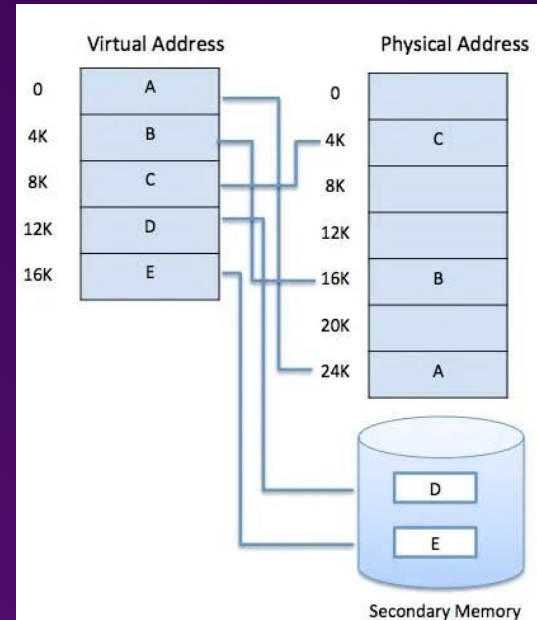 Virtual Address
0
A
4K
B
8K
C
12K
D
16K
E
Physical Address
0
4K
C
8K
12K
16K
B
20K
24K
A
D
E
Secondary Memory